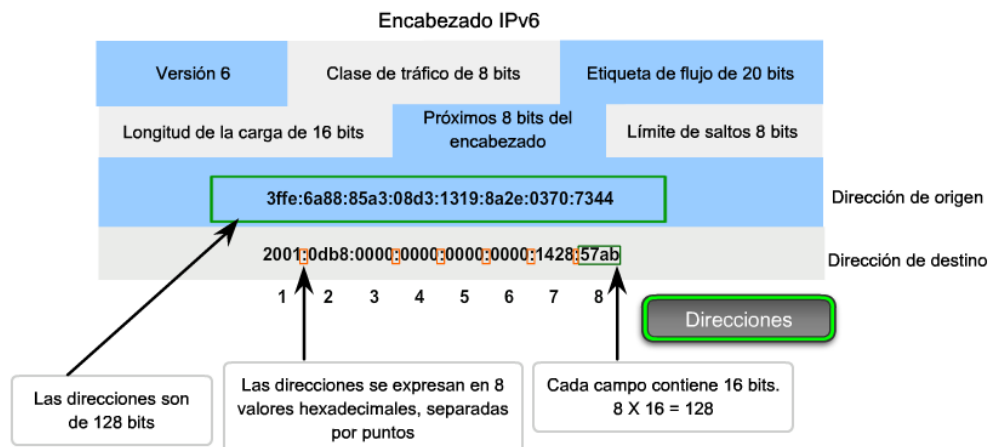 Encabezado IPv6
Versión 6
Clase de tráfico de 8 bits
Etiqueta de flujo de 20 bits
Longitud de la carga de 16 bits
Próximos 8 bits del
encabezado
Límite de saltos 8 bits
3ffe:6a88:85a3:08d3:1319:8a2e:0370:7344
Dirección de origen
2001:0db8:0000:0000:0000:0000:1428:57ab
Dirección de destino
1 2 3 4 5 6 7 8
Direcciones
Las direcciones son
de 128 bits
Las direcciones se expresan en 8
valores hexadecimales, separadas
por puntos
Cada campo contiene 16 bits.
8 X 16 = 128